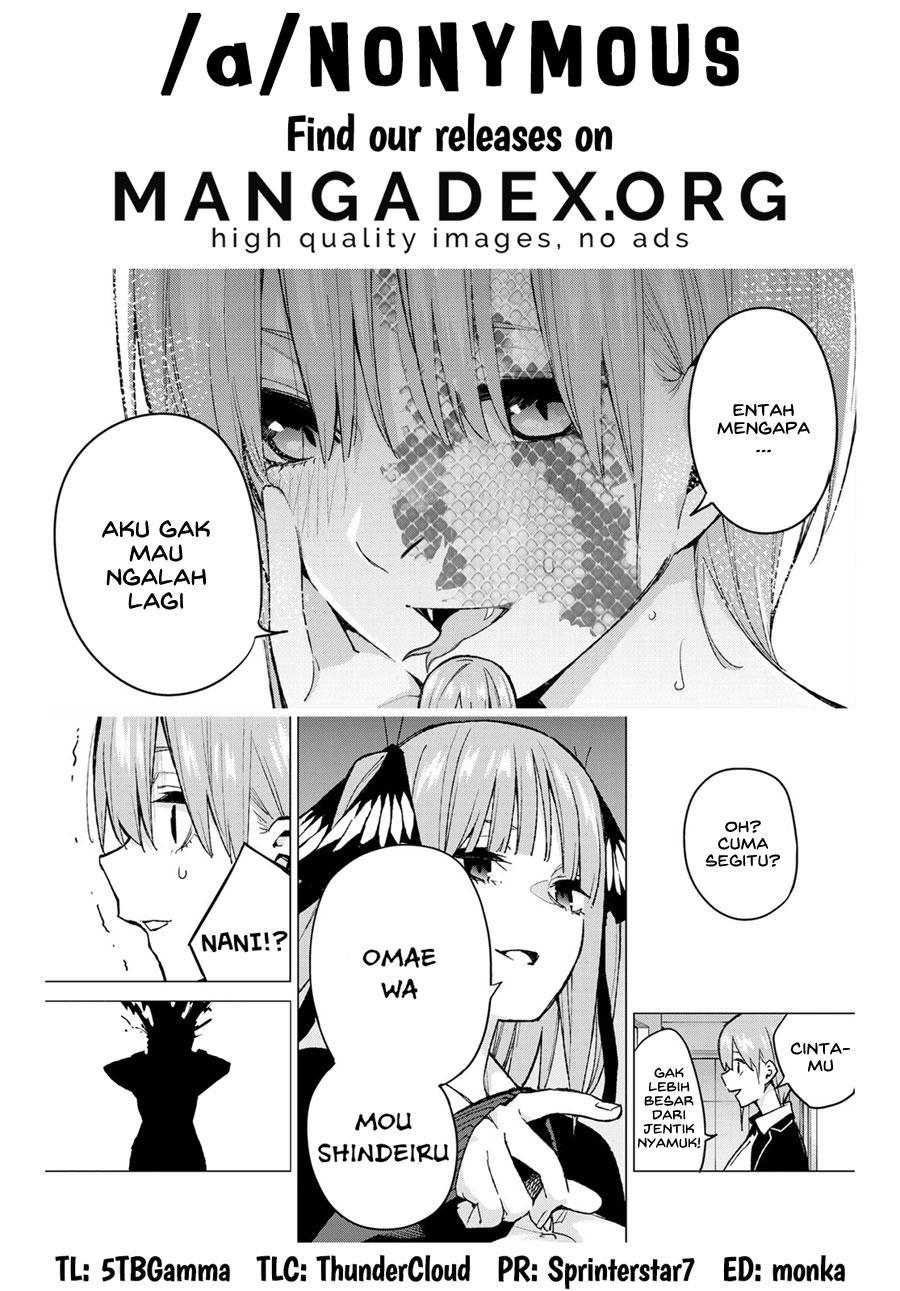 /a/NONYMOUS
Find our releases on
MANGADEX.ORG
high quality images, no ads
ENTAH
MENGAPA
...
AKU GAK
MAU
NGALAH
LAGI
OH?
CUMA
SEGITU?
CINTA-
MU
GAK
LEBIH
BESAR
DARI
JENTIK
NYAMUK!
OMAE
WA
MOU
SHINDEIRU
NANI!?
TL: 5TBGamma TLC: ThunderCloud PR: Sprinterstar7 ED: monka